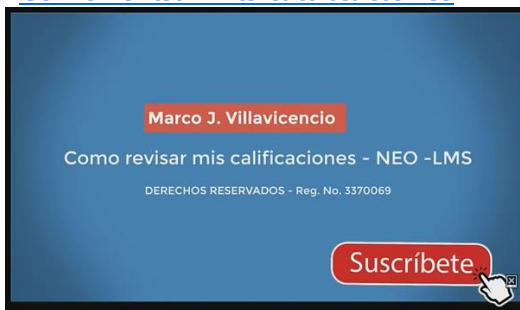 Marco J. Villavicencio
Como revisar mis calificaciones - NEO -LMS
DERECHOS RESERVADOS - Reg. No. 3370069
Suscríbete